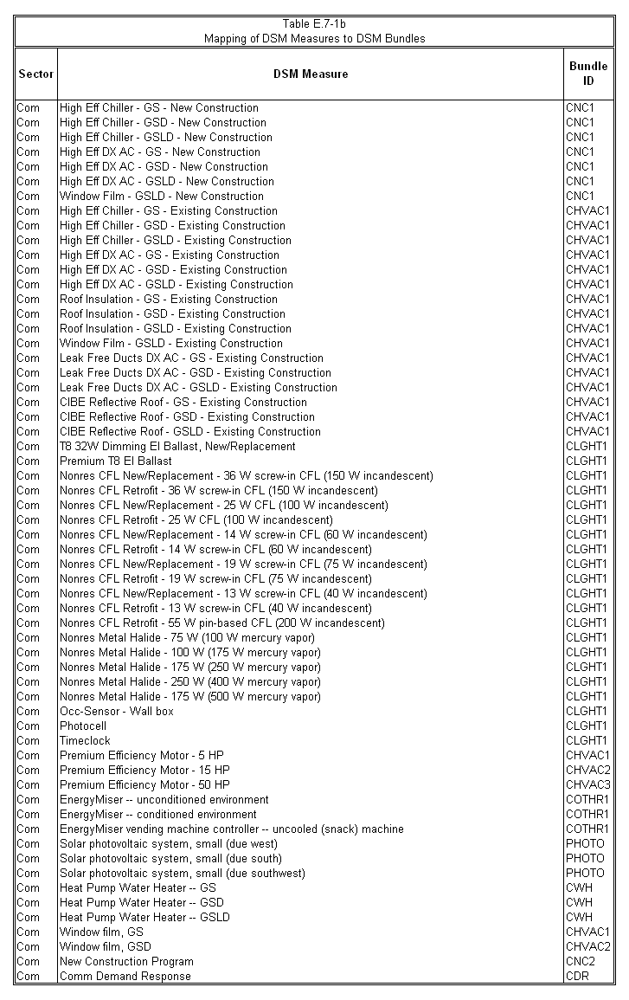 Table E.7-1b
Mapping of DSM Measures to DSM Bundles
Sector DSM Measure Bundle ID
Com High Eff Chiller - GS - New Construction CNC1
Com High Eff Chiller - GSD - New Construction CNC1
Com High Eff Chiller - GSLD - New Construction CNC1
Com High Eff DX AC - GS - New Construction CNC1
Com High Eff DX AC - GSD - New Construction CNC1
Com High Eff DX AC - GSLD - New Construction CNC1
Com Window Film - GSLD - New Construction CNC1
Com High Eff Chiller - GS - Existing Construction CHVAC1
Com High Eff Chiller - GSD - Existing Construction CHVAC1
Com High Eff Chiller - GSLD - Existing Construction CHVAC1
Com High Eff DX AC - GS - Existing Construction CHVAC1
Com High Eff DX AC - GSD - Existing Construction CHVAC1
Com High Eff DX AC - GSLD - Existing Construction CHVAC1
Com Roof Insulation - GS - Existing Construction CHVAC1
Com Roof Insulation - GSD - Existing Construction CHVAC1
Com Roof Insulation - GSLD - Existing Construction CHVAC1
Com Window Film - GSLD - Existing Construction CHVAC1
Com Leak Free Ducts DX AC - GS - Existing Construction CHVAC1
Com Leak Free Ducts DX AC - GSD - Existing Construction CHVAC1
Com Leak Free Ducts DX AC - GSLD - Existing Construction CHVAC1
Com CIBE Reflective Roof - GS - Existing Construction CHVAC1
Com CIBE Reflective Roof - GSD - Existing Construction CHVAC1
Com CIBE Reflective Roof - GSLD - Existing Construction CHVAC1
Com T8 32W Dimming El Ballast, New/Replacement CLGHT1
Com Premium T8 El Ballast CLGHT1
Com Nonres CFL New/Replacement - 36 W screw-in CFL (150 W incandescent) CLGHT1
Com Nonres CFL Retrofit - 36 W screw-in CFL (150 W incandescent) CLGHT1
Com Nonres CFL New/Replacement - 25 W CFL (100 W incandescent) CLGHT1
Com Nonres CFL Retrofit - 25 W CFL (100 W incandescent) CLGHT1
Com Nonres CFL New/Replacement - 14 W screw-in CFL (60 W incandescent) CLGHT1
Com Nonres CFL Retrofit - 14 W screw-in CFL (60 W incandescent) CLGHT1
Com Nonres CFL New/Replacement - 19 W screw-in CFL (75 W incandescent) CLGHT1
Com Nonres CFL Retrofit - 19 W screw-in CFL (75 W incandescent) CLGHT1
Com Nonres CFL New/Replacement - 13 W screw-in CFL (40 W incandescent) CLGHT1
Com Nonres CFL Retrofit - 13 W screw-in CFL (40 W incandescent) CLGHT1
Com Nonres CFL Retrofit - 55 W pin-based CFL (200 W incandescent) CLGHT1
Com Nonres Metal Halide - 75 W (100 W mercury vapor) CLGHT1
Com Nonres Metal Halide - 100 W (175 W mercury vapor) CLGHT1
Com Nonres Metal Halide - 175 W (250 W mercury vapor) CLGHT1
Com Nonres Metal Halide - 250 W (400 W mercury vapor) CLGHT1
Com Nonres Metal Halide - 175 W (500 W mercury vapor) CLGHT1
Com Occ-Sensor - Wall box CLGHT1
Com Photocell CLGHT1
Com Timeclock CLGHT1
Com Premium Efficiency Motor - 5 HP CHVAC1
Com Premium Efficiency Motor - 15 HP CHVAC2
Com Premium Efficiency Motor - 50 HP CHVAC3
Com EnergyMiser -- unconditioned environment COTHR1
Com EnergyMiser -- conditioned environment COTHR1
Com EnergyMiser vending machine controller -- uncooled (snack) machine COTHR1
Com Solar photovoltaic system, small (due west) PHOTO
Com Solar photovoltaic system, small (due south) PHOTO
Com Solar photovoltaic system, small (due southwest) PHOTO
Com Heat Pump Water Heater -- GS CWH
Com Heat Pump Water Heater -- GSD CWH
Com Heat Pump Water Heater -- GSLD CWH
Com Window film, GS CHVAC1
Com Window film, GSD CHVAC2
Com New Construction Program CNC2
Com Comm Demand Response CDR